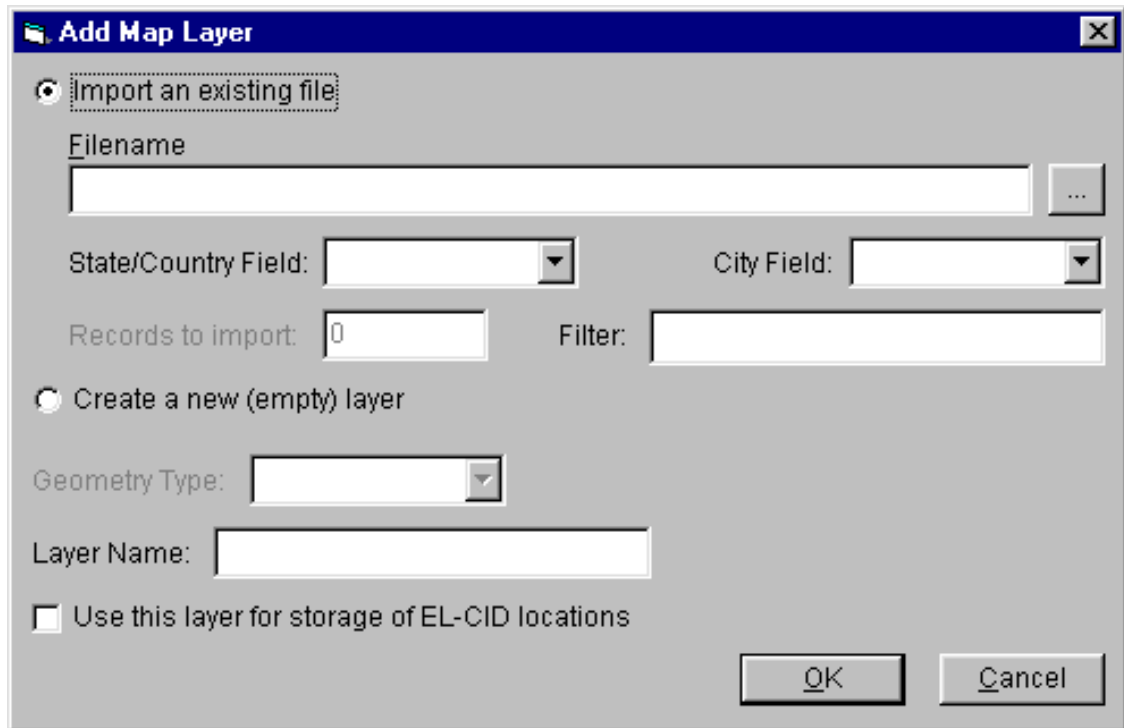 Add Map Layer
Import an existing file
Filename
...
State/Country Field: City Field:
Records to import: 0 Filter:
Create a new (empty) layer
Geometry Type:
Layer Name:
Use this layer for storage of EL-CID locations
OK Cancel